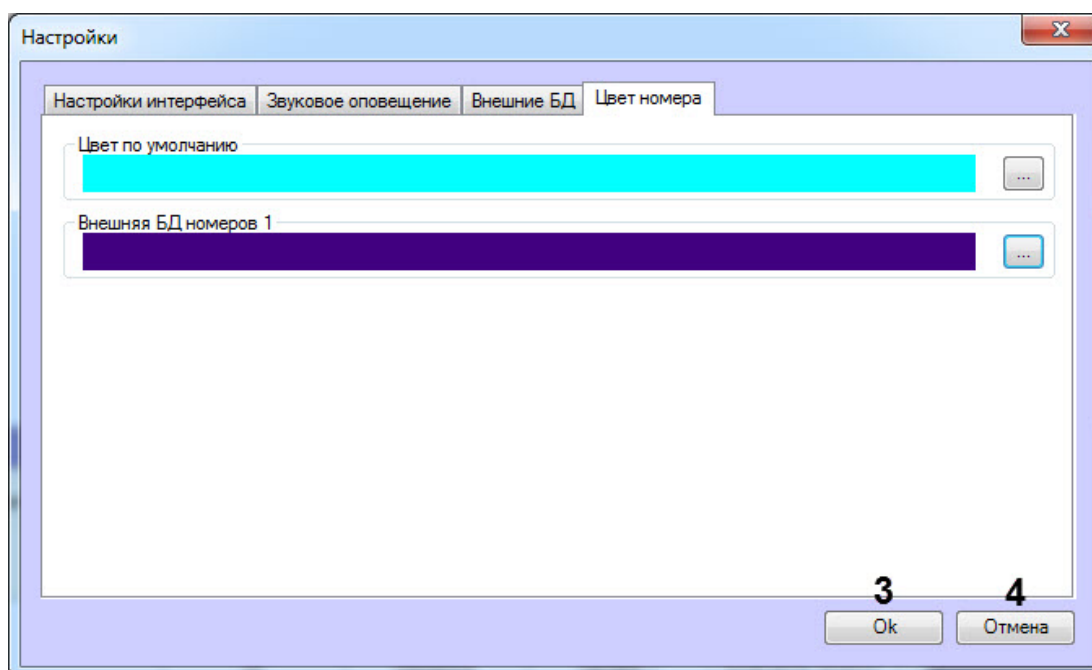 Настройки
Настройки интерфейса Звуковое оповещение Внешние БД Цвет номера
Цвет по умолчанию
...
Внешняя БД номеров 1
...
3 4
Ok Отмена